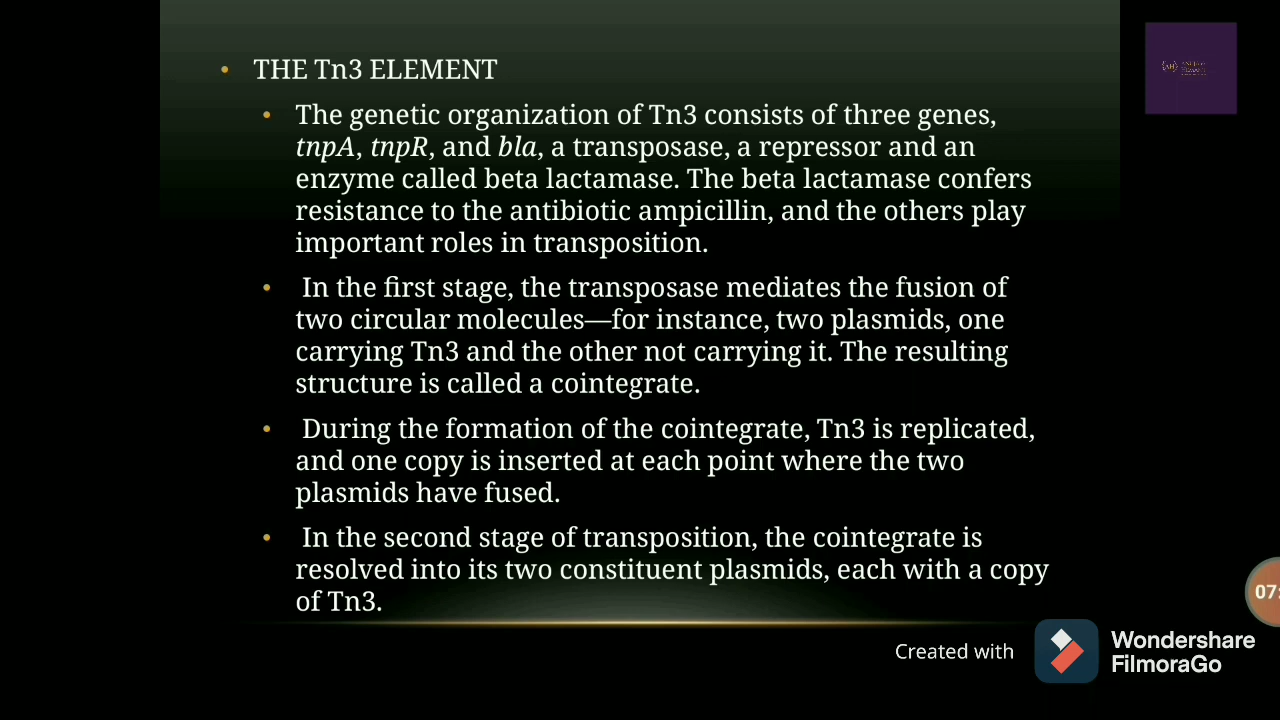 THE Tn3 ELEMENT
The genetic organization of Tn3 consists of three genes,
tnpA, tnpR, and bla, a transposase, a repressor and an
enzyme called beta lactamase. The beta lactamase confers
resistance to the antibiotic ampicillin, and the others play
important roles in transposition.
In the first stage, the transposase mediates the fusion of
two circular molecules—for instance, two plasmids, one
carrying Tn3 and the other not carrying it. The resulting
structure is called a cointegrate.
During the formation of the cointegrate, Tn3 is replicated,
and one copy is inserted at each point where the two
plasmids have fused.
In the second stage of transposition, the cointegrate is
resolved into its two constituent plasmids, each with a copy
of Tn3.
07:
Created with
Wondershare
FilmoraGo